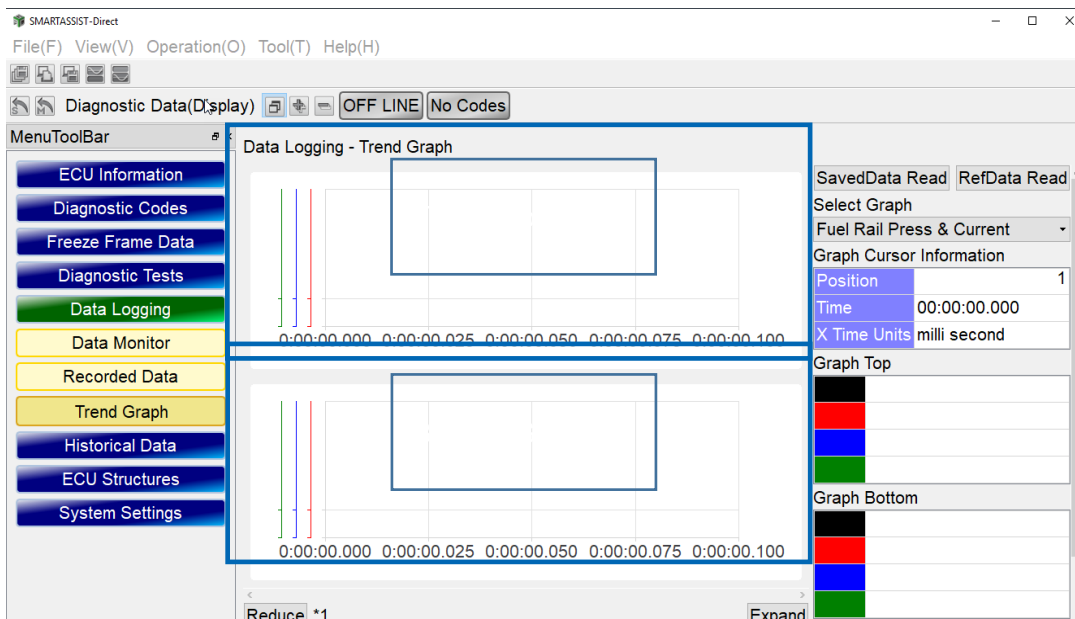 SMARTASSIST-Direct
File(F) View(V) Operation(O) Tool(T) Help(H)
Diagnostic Data(Display) OFF LINE No Codes
MenuToolBar
ECU Information
Diagnostic Codes
Freeze Frame Data
Diagnostic Tests
Data Logging
Data Monitor
Recorded Data
Trend Graph
Historical Data
ECU Structures
System Settings
Data Logging - Trend Graph
0:00:00.000 0:00:00.025 0:00:00.050 0:00:00.075 0:00:00.100
0:00:00.000 0:00:00.025 0:00:00.050 0:00:00.075 0:00:00.100
Reduce *1 Expand
SavedData Read RefData Read
Select Graph
Fuel Rail Press & Current
Graph Cursor Information
Position 1
Time 00:00:00.000
X Time Units milli second
Graph Top
Graph Bottom